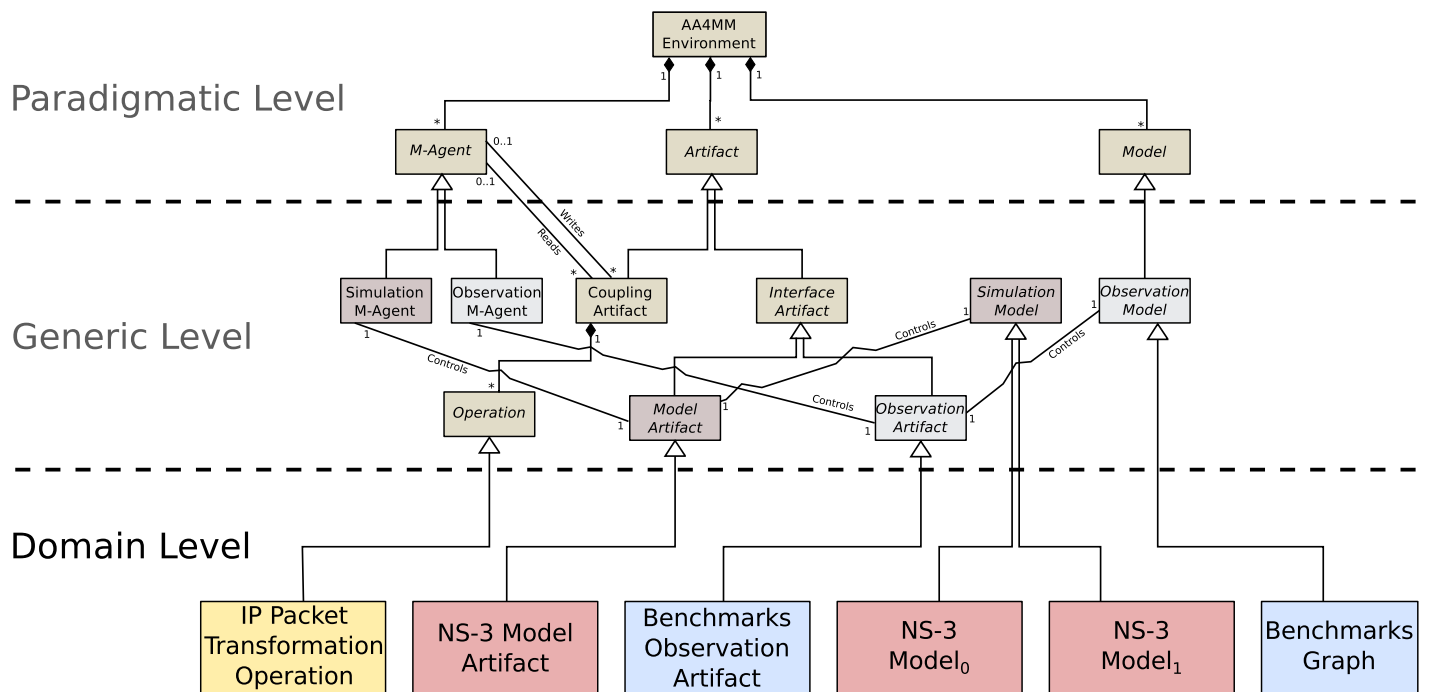 AA4MM
Environment
1
1
1
Paradigmatic Level
*
*
*
M-Agent
0..1
Artifact
Model
0..1
Writes
Reads
*
*
Simulation
M-Agent
Observation
M-Agent
Coupling
Artifact
Interface
Artifact
Simulation
Model
Observation
Model
1
1
1
1
1
Generic Level
Controls
Controls
Controls
*
Operation
Model
Artifact
1
1
Controls
Observation
Artifact
1
1
Domain Level
IP Packet
Transformation
Operation
NS-3 Model
Artifact
Benchmarks
Observation
Artifact
NS-3
Model0
NS-3
Model1
Benchmarks
Graph